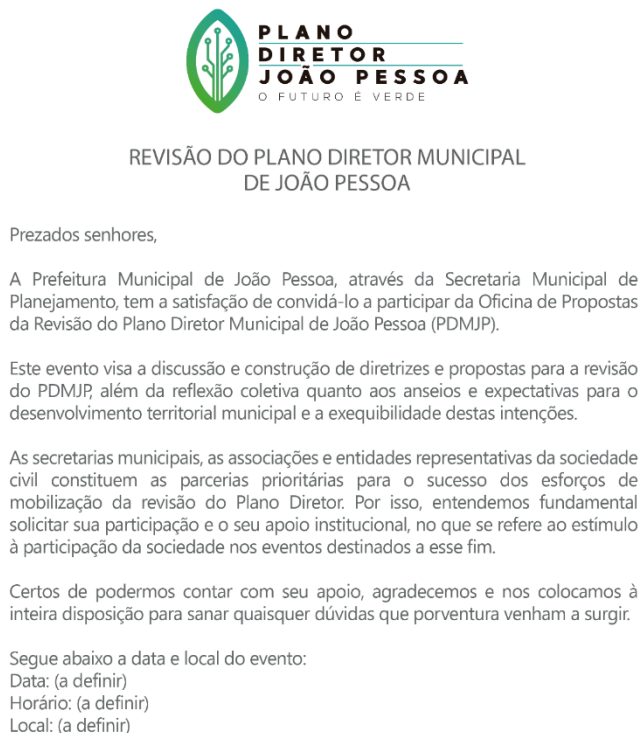 PLANO
DIRETOR
JOÃO PESSOA
O FUTURO É VERDE
REVISÃO DO PLANO DIRETOR MUNICIPAL
DE JOÃO PESSOA
Prezados senhores,
A Prefeitura Municipal de João Pessoa, através da Secretaria Municipal de
Planejamento, tem a satisfação de convidá-lo a participar da Oficina de Propostas
da Revisão do Plano Diretor Municipal de João Pessoa (PDMJP).
Este evento visa a discussão e construção de diretrizes e propostas para a revisão
do PDMJP, além da reflexão coletiva quanto aos anseios e expectativas para o
desenvolvimento territorial municipal e a exequibilidade destas intenções.
As secretarias municipais, as associações e entidades representativas da sociedade
civil constituem as parcerias prioritárias para o sucesso dos esforços de
mobilização da revisão do Plano Diretor. Por isso, entendemos fundamental
solicitar sua participação e o seu apoio institucional, no que se refere ao estímulo
à participação da sociedade nos eventos destinados a esse fim.
Certos de podermos contar com seu apoio, agradecemos e nos colocamos à
inteira disposição para sanar quaisquer dúvidas que porventura venham a surgir.
Segue abaixo a data e local do evento:
Data: (a definir)
Horário: (a definir)
Local: (a definir)